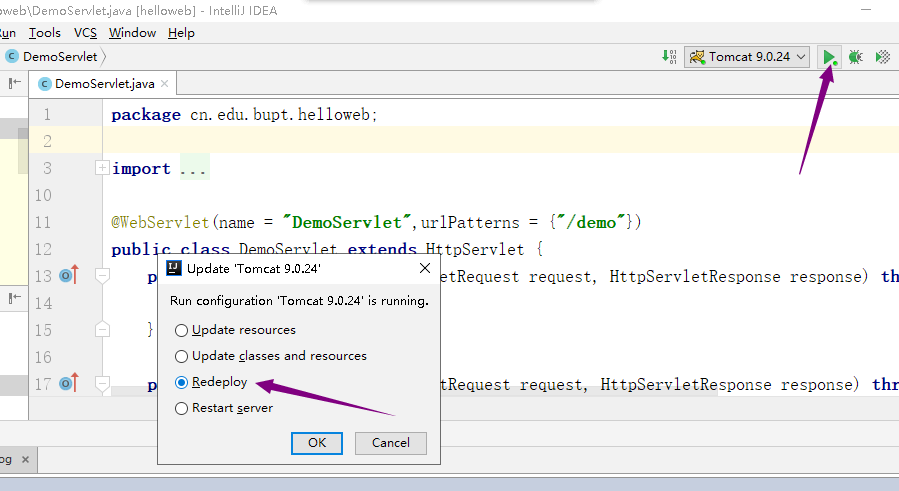 oweb\DemoServlet.java [helloweb] - IntelliJ IDEA
un Tools VCS Window Help
DemoServlet
Tomcat 9.0.24
DemoServlet.java
1 package cn.edu.bupt.helloweb;
2
3 import ...
10
11 @WebServlet(name = "DemoServlet",urlPatterns = {"/demo"})
12 public class DemoServlet extends HttpServlet {
13 p etRequest request, HttpServletResponse response) th
14
15 }
16
17 p tRequest request, HttpServletResponse response) thr
Update 'Tomcat 9.0.24'
Run configuration 'Tomcat 9.0.24' is running.
Update resources
Update classes and resources
Redeploy
Restart server
OK Cancel
og